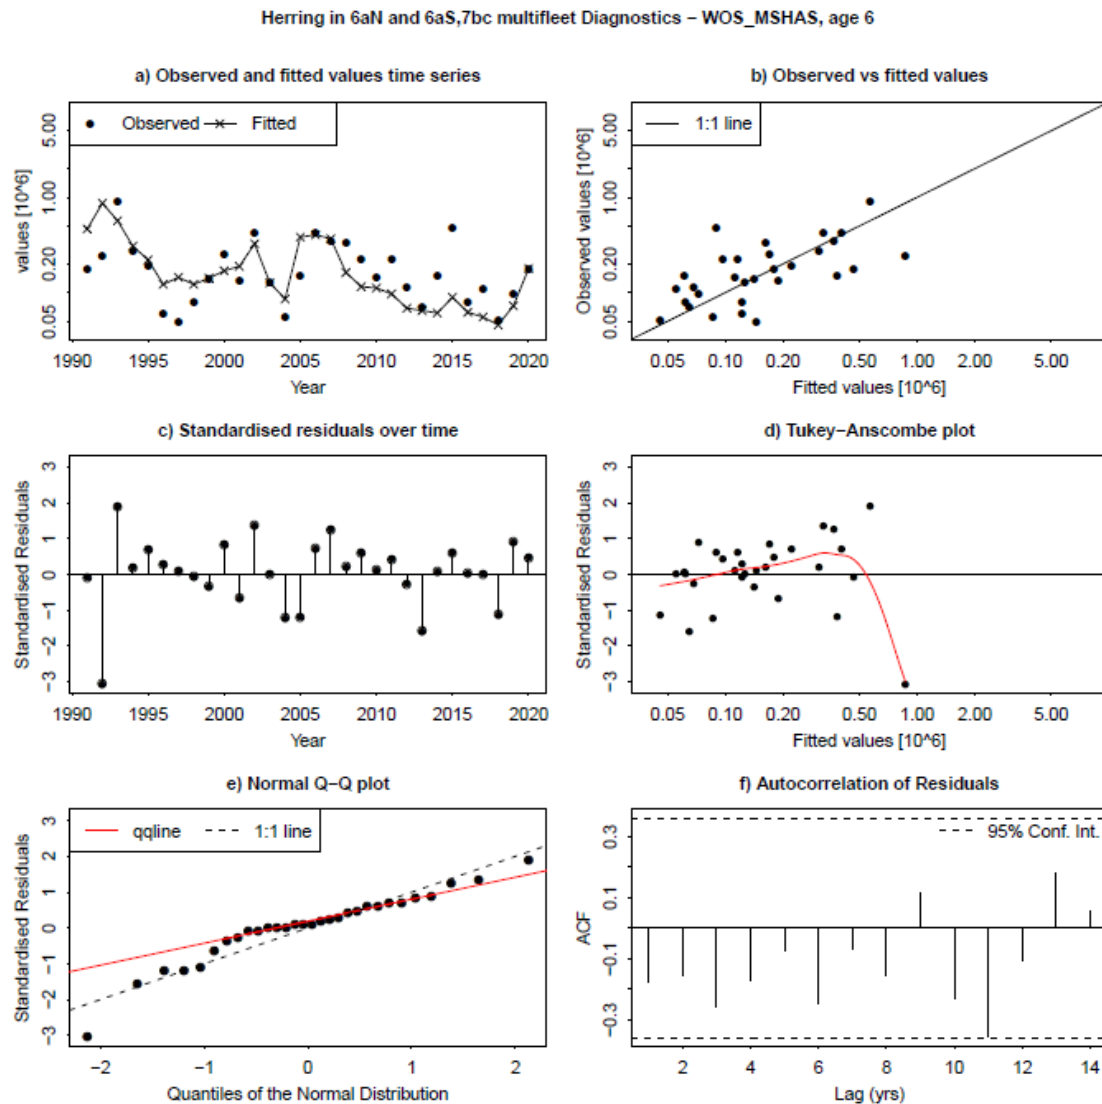 Herring in 6aN and 6aS,7bc multifleet Diagnostics − WOS_MSHAS, age 6
a) Observed and fitted values time series
Observed
Fitted
values [10^6]
0.05 0.20 1.00 5.00
1990 1995 2000 2005 2010 2015 2020
Year
b) Observed vs fitted values
1:1 line
Observed values [10^6]
0.05 0.20 1.00 5.00
0.05 0.10 0.20 0.50 1.00 2.00 5.00
Fitted values [10^6]
c) Standardised residuals over time
Standardised Residuals
−3 −2 −1 0 1 2 3
1990 1995 2000 2005 2010 2015 2020
Year
d) Tukey−Anscombe plot
Standardised Residuals
−3 −2 −1 0 1 2 3
0.05 0.10 0.20 0.50 1.00 2.00 5.00
Fitted values [10^6]
e) Normal Q−Q plot
qqline
1:1 line
Standardised Residuals
−3 −2 −1 0 1 2 3
−2 −1 0 1 2
Quantiles of the Normal Distribution
f) Autocorrelation of Residuals
95% Conf. Int.
ACF
−0.3 −0.1 0.1 0.3
2 4 6 8 10 12 14
Lag (yrs)